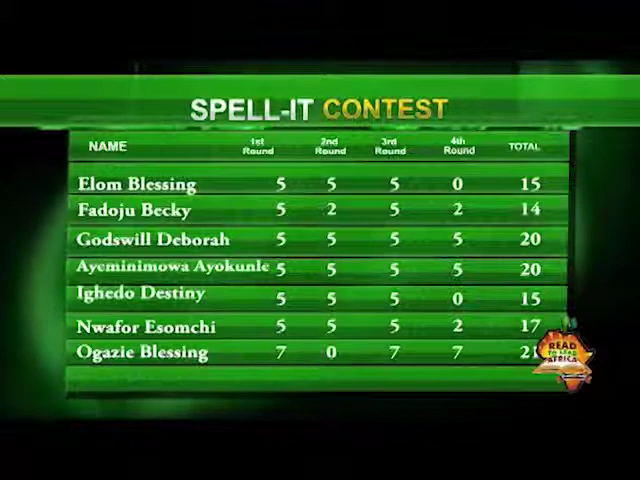 SPELL-IT CONTEST
NAME 1st Round 2nd Round 3rd Round 4th Round TOTAL
Elom Blessing 5 5 5 0 15
Fadoju Becky 5 2 5 2 14
Godswill Deborah 5 5 5 5 20
Ayeminimowa Ayokunle 5 5 5 5 20
Ighedo Destiny 5 5 5 0 15
Nwafor Esomchi 5 5 5 2 17
Ogazie Blessing 7 0 7 7 21
READ
TO LEAD
AFRICA